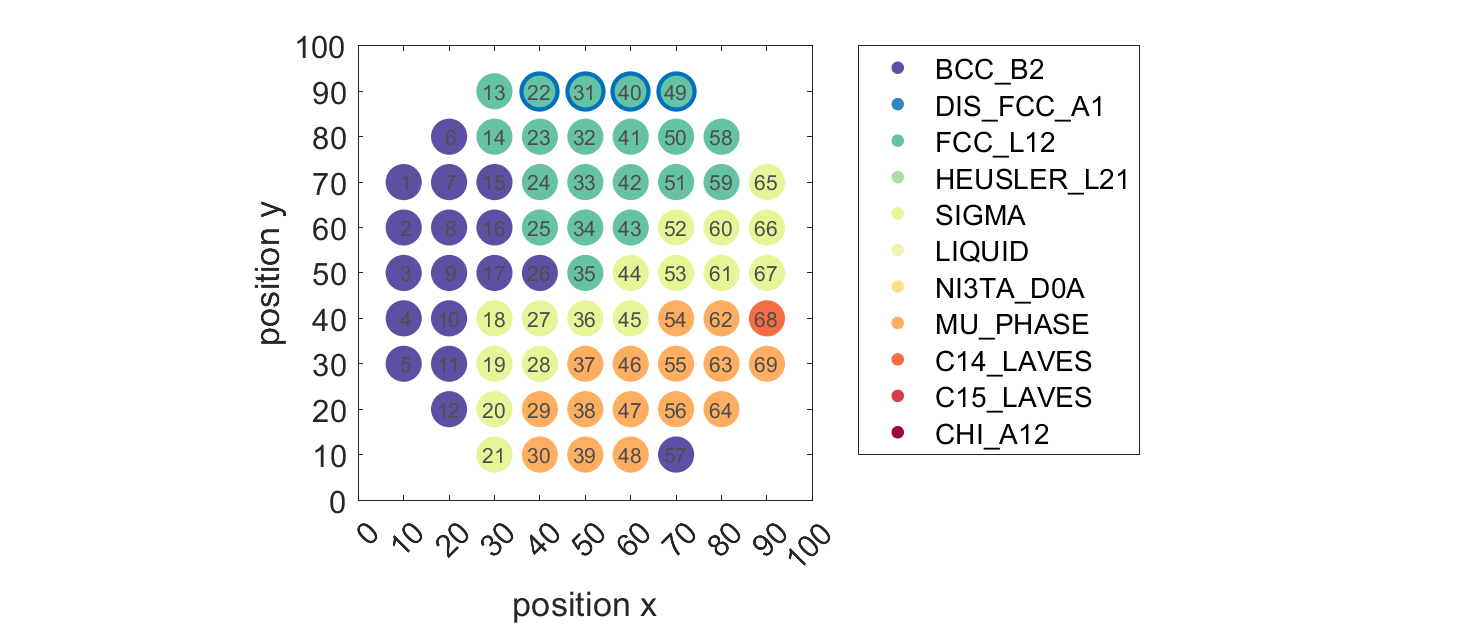 100
90
80
70
60
50
40
30
20
10
0
position y
13 22 31 40 49
6 14 23 32 41 50 58
1 7 15 24 33 42 51 59 65
2 8 16 25 34 43 52 60 66
3 9 17 26 35 44 53 61 67
4 10 18 27 36 45 54 62 68
5 11 19 28 37 46 55 63 69
12 20 29 38 47 56 64
21 30 39 48 57
0 10 20 30 40 50 60 70 80 90 100
position x
BCC_B2
DIS_FCC_A1
FCC_L12
HEUSLER_L21
SIGMA
LIQUID
NI3TA_D0A
MU_PHASE
C14_LAVES
C15_LAVES
CHI_A12